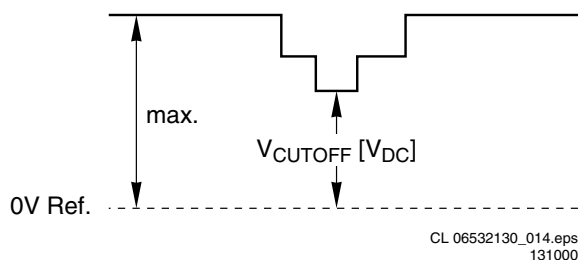 max.
VCUTOFF [VDC]
0V Ref.
CL 06532130_014.eps
131000